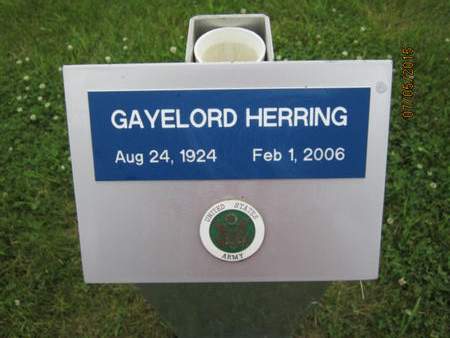 GAYELORD HERRING
Aug 24, 1924 Feb 1, 2006
UNITED STATES
ARMY
07/05/2015